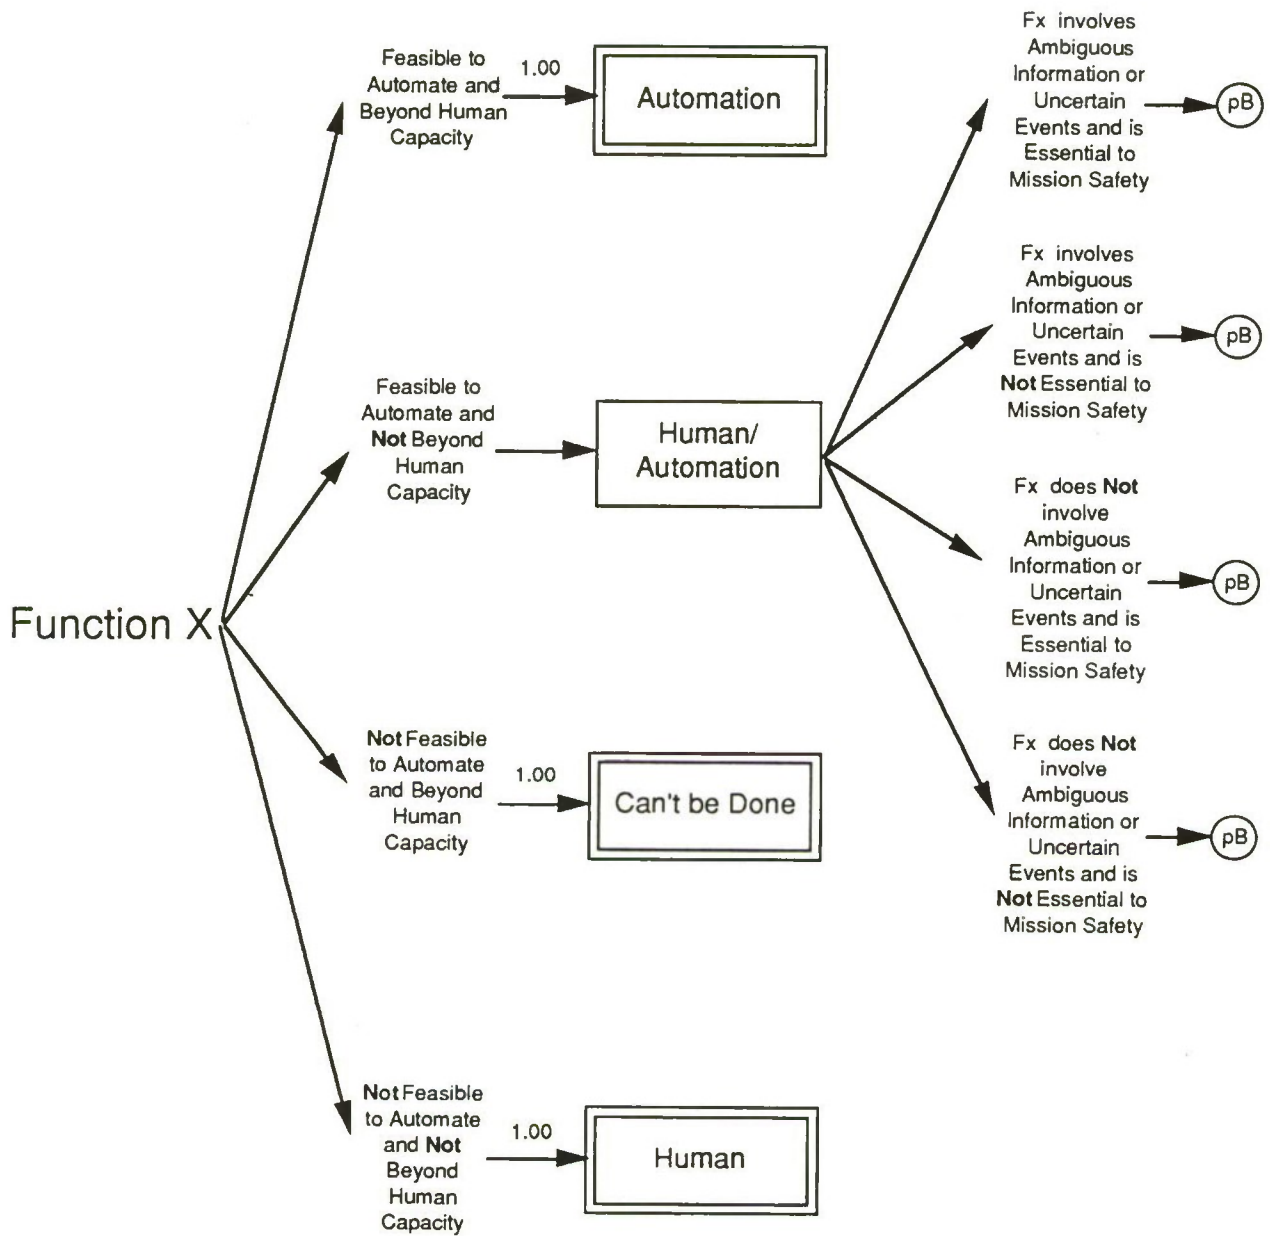 Function X
Feasible to
Automate and
Beyond Human
Capacity
1.00
Automation
Feasible to
Automate and
Not Beyond
Human
Capacity
Human/
Automation
Not Feasible
to Automate
and Beyond
Human
Capacity
1.00
Can't be Done
Not Feasible
to Automate
and Not
Beyond
Human
Capacity
1.00
Human
Fx involves
Ambiguous
Information or
Uncertain
Events and is
Essential to
Mission Safety
pB
Fx involves
Ambiguous
Information or
Uncertain
Events and is
Not Essential to
Mission Safety
pB
Fx does Not
involve
Ambiguous
Information or
Uncertain
Events and is
Essential to
Mission Safety
pB
Fx does Not
involve
Ambiguous
Information or
Uncertain
Events and is
Not Essential to
Mission Safety
pB